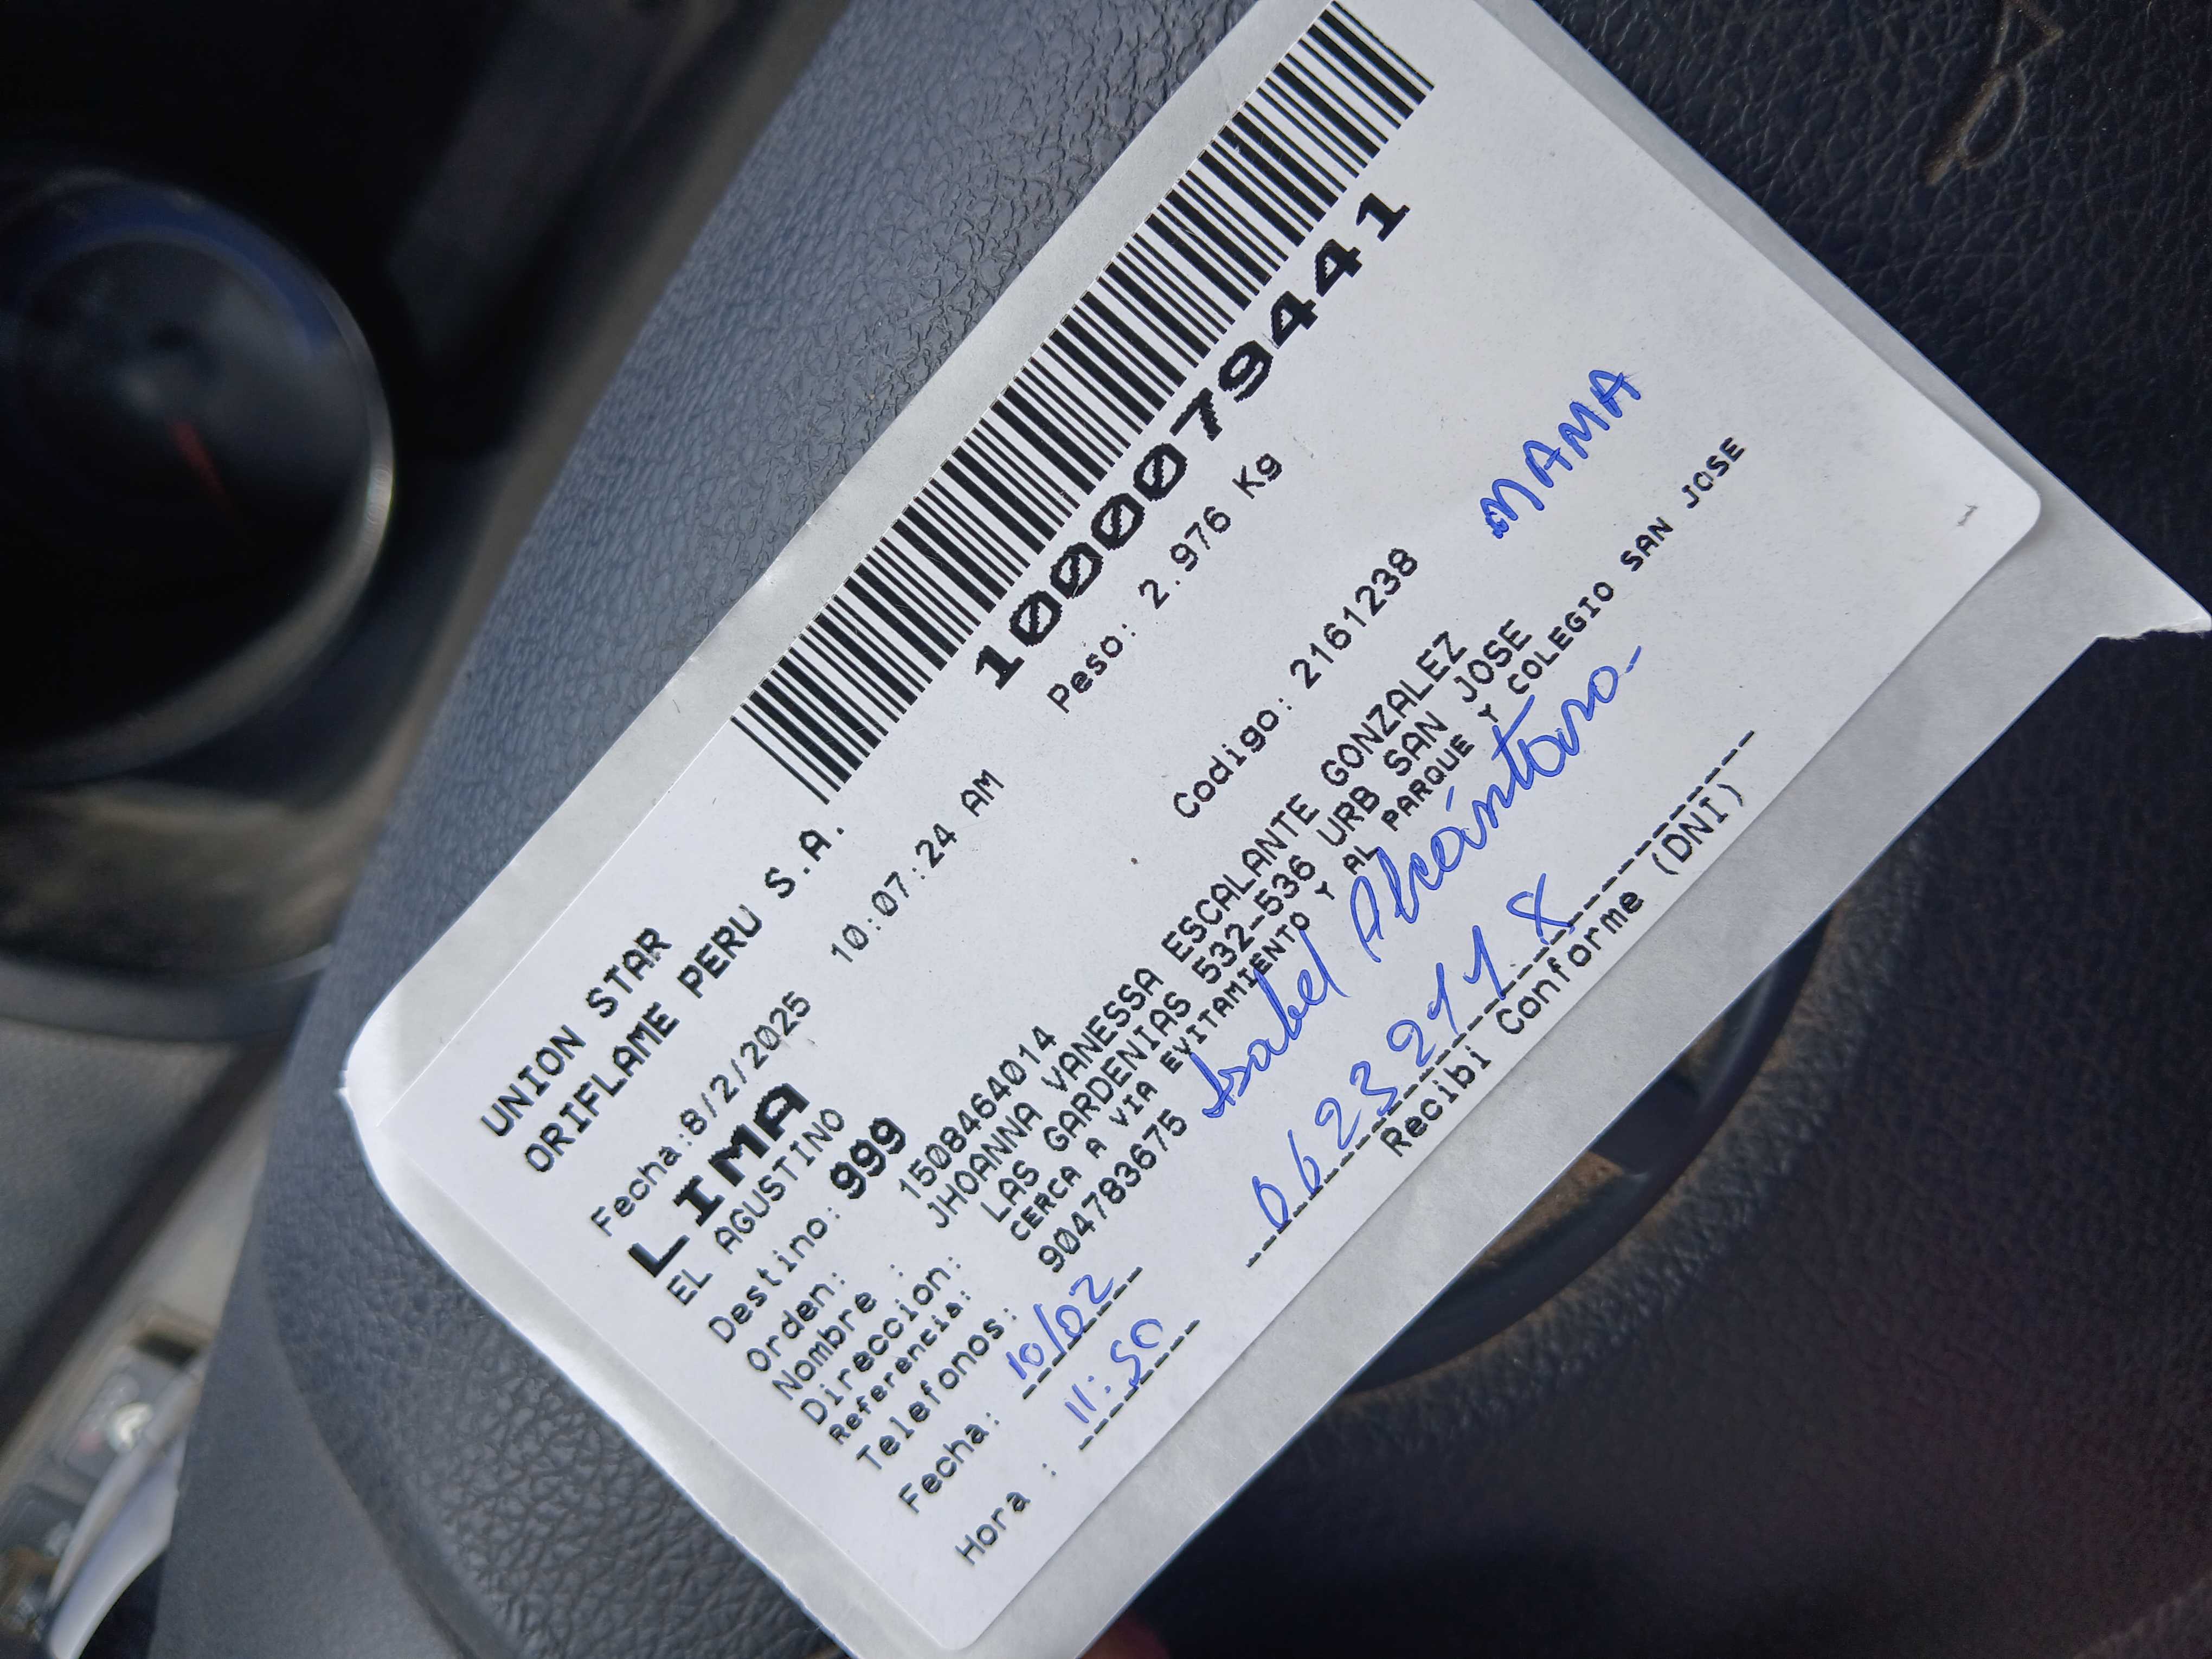 UNION STAR
ORIFLAME PERU S.A.
Fecha:8/2/2025 10:07:24 AM
10000794441
LIMA
Peso: 2.976 Kg
EL AGUSTINO
Destino: 999
Orden: 1508464014 Codigo: 2161238
MAMA
Nombre : JHOANNA VANESSA ESCALANTE GONZALEZ
Direccion: LAS GARDENIAS 532-536 URB SAN JOSE
Referencia: CERCA A VIA EVITAMIENTO Y AL PARQUE Y COLEGIO SAN JOSE
Telefonos: 904783675
Isabel Alcántara
Fecha: 10/02
Hora : 11:50
Recibi Conforme (DNI)